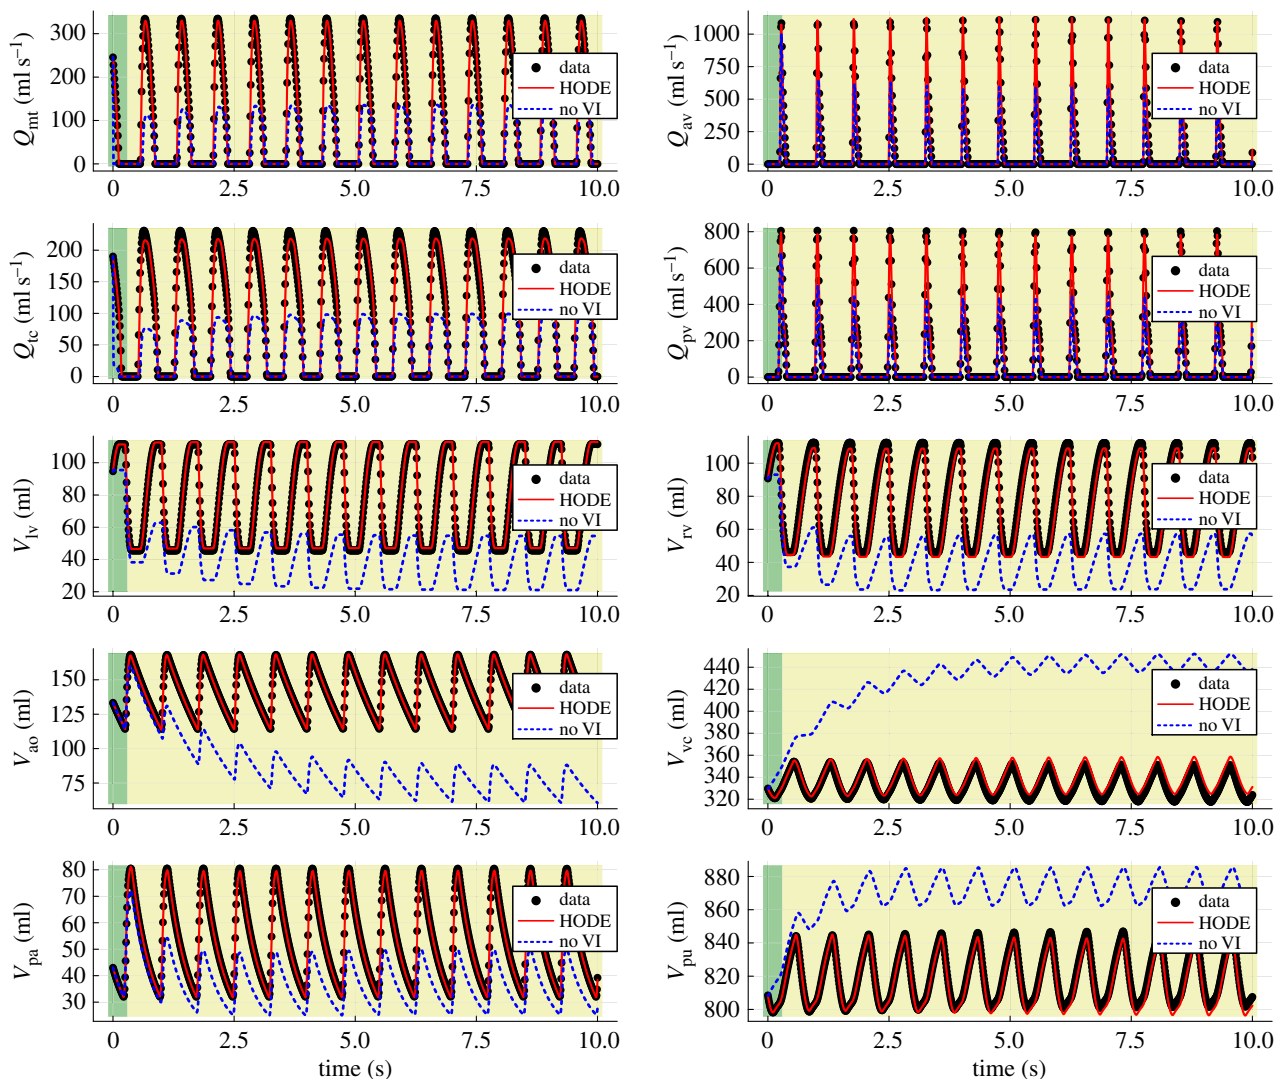 Q_mt (ml s⁻¹)
300
200
100
0
0 2.5 5.0 7.5 10.0
data
HODE
no VI
Q_av (ml s⁻¹)
1000
750
500
250
0
0 2.5 5.0 7.5 10.0
data
HODE
no VI
Q_tc (ml s⁻¹)
200
150
100
50
0
0 2.5 5.0 7.5 10.0
data
HODE
no VI
Q_pv (ml s⁻¹)
800
600
400
200
0
0 2.5 5.0 7.5 10.0
data
HODE
no VI
V_lv (ml)
100
80
60
40
20
0 2.5 5.0 7.5 10.0
data
HODE
no VI
V_rv (ml)
100
80
60
40
20
0 2.5 5.0 7.5 10.0
data
HODE
no VI
V_ao (ml)
150
125
100
75
0 2.5 5.0 7.5 10.0
data
HODE
no VI
V_vc (ml)
440
420
400
380
360
340
320
0 2.5 5.0 7.5 10.0
data
HODE
no VI
V_pa (ml)
80
70
60
50
40
30
0 2.5 5.0 7.5 10.0
time (s)
data
HODE
no VI
V_pu (ml)
880
860
840
820
800
0 2.5 5.0 7.5 10.0
time (s)
data
HODE
no VI